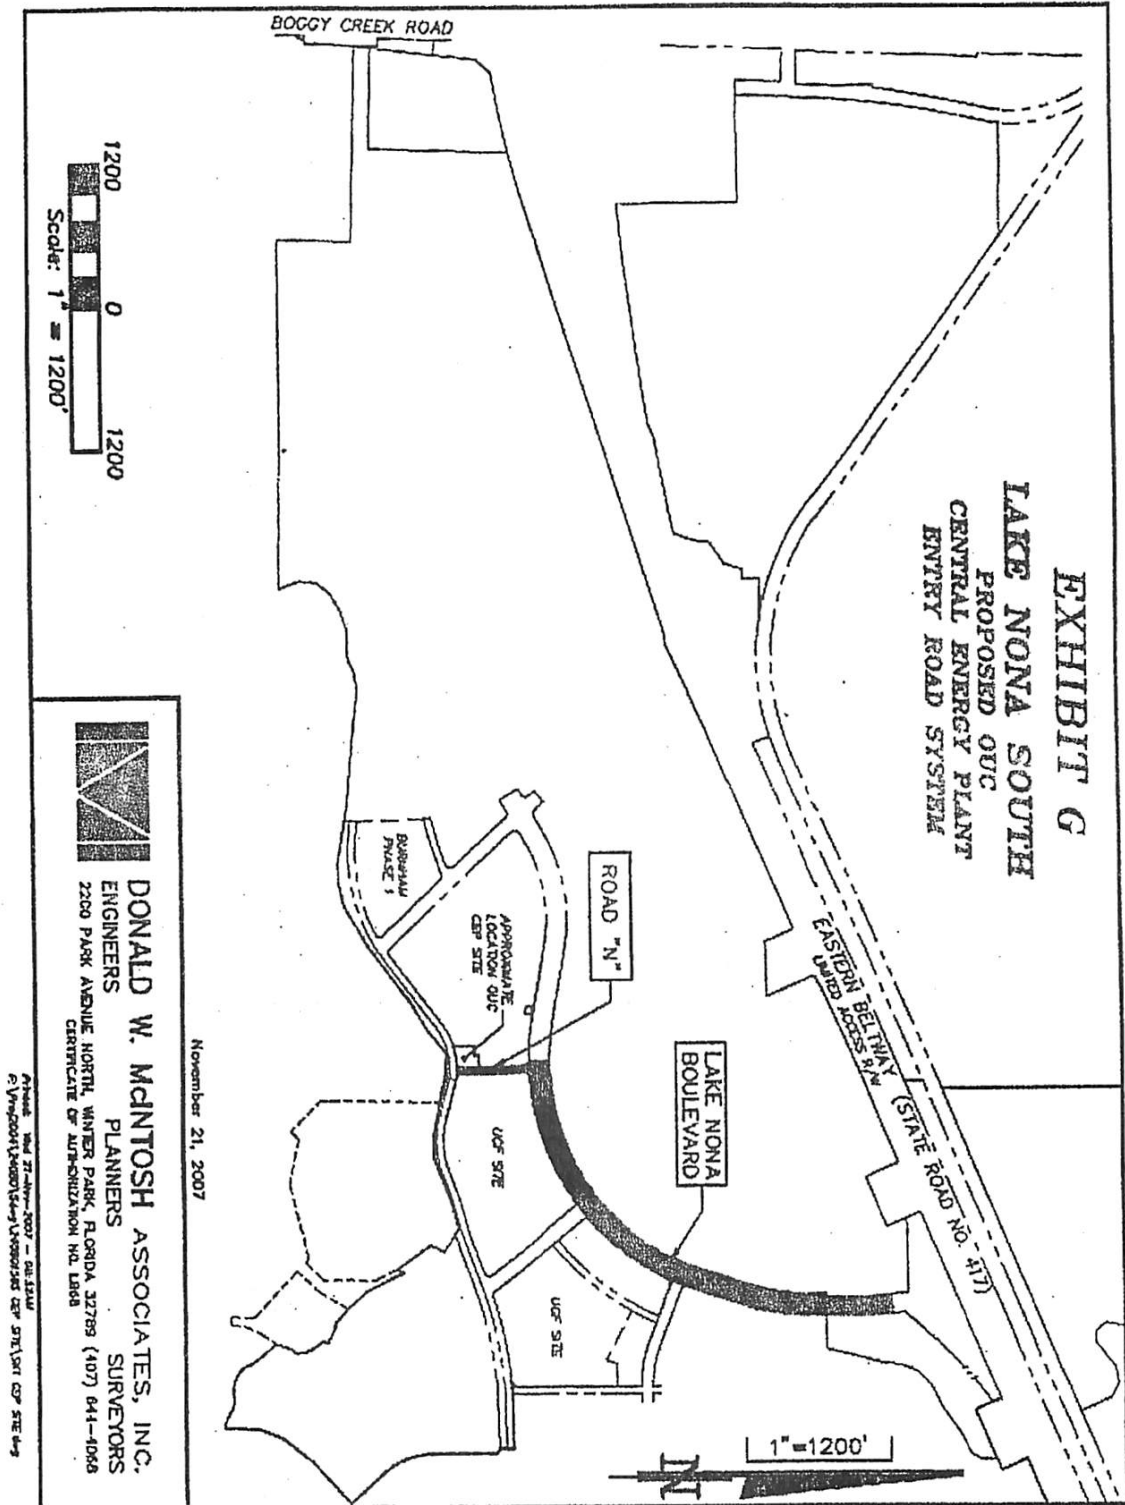 EXHIBIT G
LAKE NONA SOUTH
PROPOSED OUC
CENTRAL ENERGY PLANT
ENTRY ROAD SYSTEM
BOGGY CREEK ROAD
EASTERN BELTWAY (STATE ROAD NO. 417)
LIMITED ACCESS R/W
LAKE NONA
BOULEVARD
ROAD "N"
APPROXIMATE
LOCATION OUC
CEP SITE
BURNHAM
PHASE 1
UCF SITE
UCF SITE
1"=1200'
N
1200 0 1200
Scale: 1" = 1200'
November 21, 2007
DONALD W. McINTOSH ASSOCIATES, INC.
ENGINEERS PLANNERS SURVEYORS
2200 PARK AVENUE NORTH, WINTER PARK, FLORIDA 32789 (407) 644-4068
CERTIFICATE OF AUTHORIZATION NO. LB68